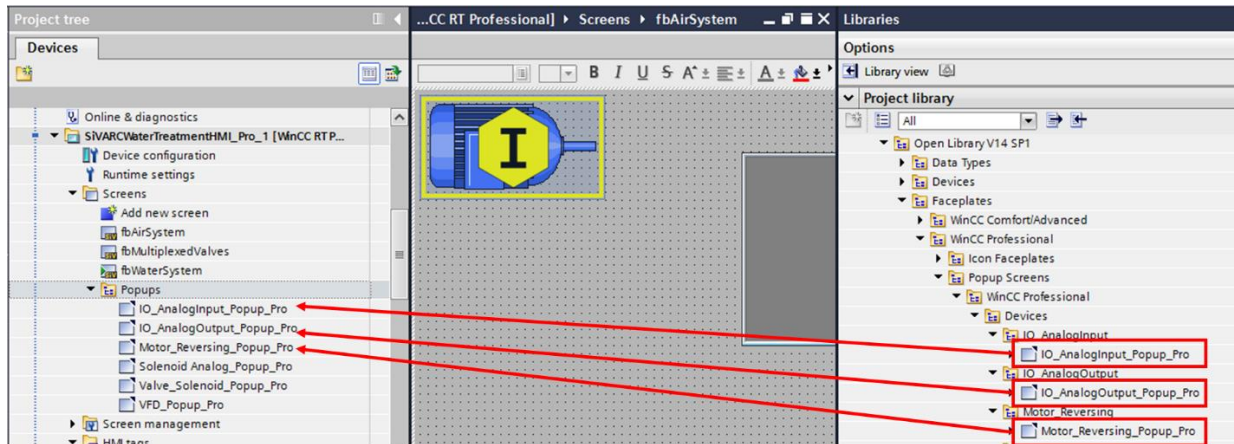 Project tree
Devices
Online & diagnostics
SiVARCWaterTreatmentHMI_Pro_1 [WinCC RT P...
Device configuration
Runtime settings
Screens
Add new screen
fbAirSystem
fbMultiplexedValves
fbWaterSystem
Popups
IO_AnalogInput_Popup_Pro
IO_AnalogOutput_Popup_Pro
Motor_Reversing_Popup_Pro
Solenoid Analog_Popup_Pro
Valve_Solenoid_Popup_Pro
VFD_Popup_Pro
Screen management
HMI tags
...CC RT Professional] ▸ Screens ▸ fbAirSystem
B I U S A A
I
Libraries
Options
Library view
Project library
All
Open Library V14 SP1
Data Types
Devices
Faceplates
WinCC Comfort/Advanced
WinCC Professional
Icon Faceplates
Popup Screens
WinCC Professional
Devices
IO_AnalogInput
IO_AnalogInput_Popup_Pro
IO_AnalogOutput
IO_AnalogOutput_Popup_Pro
Motor_Reversing
Motor_Reversing_Popup_Pro